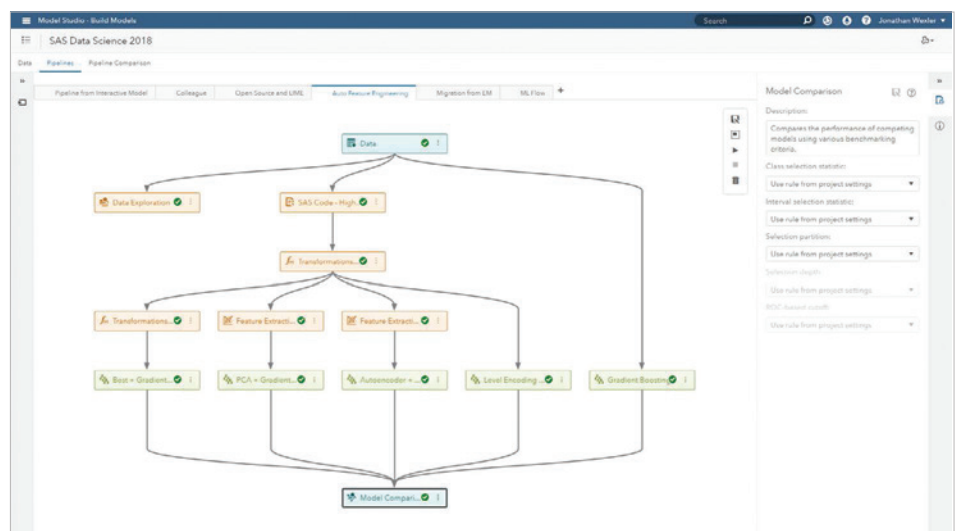 Model Studio - Build Models
Search
Jonathan Wexler
SAS Data Science 2018
Data
Pipelines
Pipeline Comparison
Pipeline from Interactive Model
Colleague
Open Source and LIME
Auto Feature Engineering
Migration from EM
ML Flow
+
Data
Data Exploration
SAS Code - High...
Transformations...
Transformations...
Feature Extracti...
Feature Extracti...
Best + Gradient...
PCA + Gradient...
Autoencoder + ...
Level Encoding ...
Gradient Boosting
Model Compari...
Model Comparison
Description:
Compares the performance of competing
models using various benchmarking
criteria.
Class selection statistic:
Use rule from project settings
Interval selection statistic:
Use rule from project settings
Selection partition:
Use rule from project settings
Selection depth:
Use rule from project settings
ROC-based cutoff:
Use rule from project settings